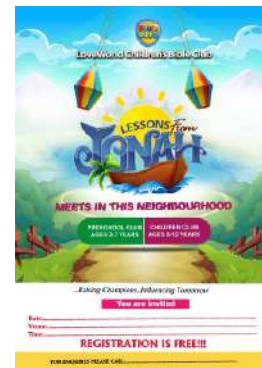 LoveWorld Children's Bible Club
LESSONS from
JONAH
MEETS IN THIS NEIGHBOURHOOD
PRESCHOOL CLUB
AGES 2-7 YEARS
CHILDREN CLUB
AGES 8-12 YEARS
...Raising Champions, Influencing Tomorrow
You are invited
Date:
Venue:
Time:
REGISTRATION IS FREE!!!
FOR ENQUIRIES PLEASE CALL: